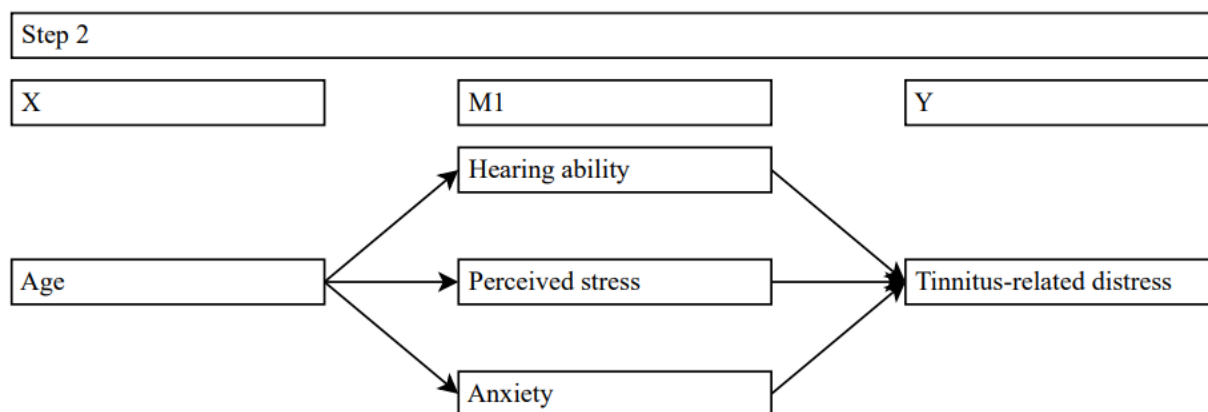 Step 2
X
M1
Y
Hearing ability
Age
Perceived stress
Tinnitus-related distress
Anxiety